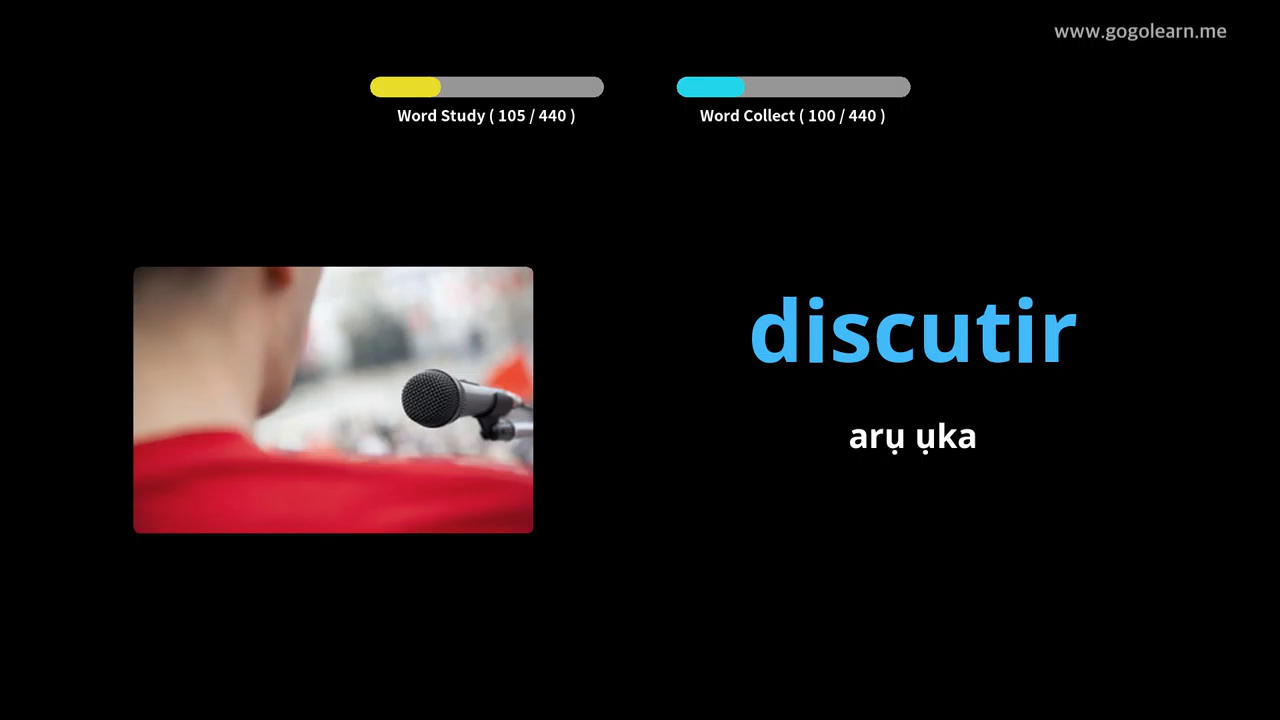 www.gogolearn.me
Word Study ( 105 / 440 )
Word Collect ( 100 / 440 )
discutir
arụ ụka